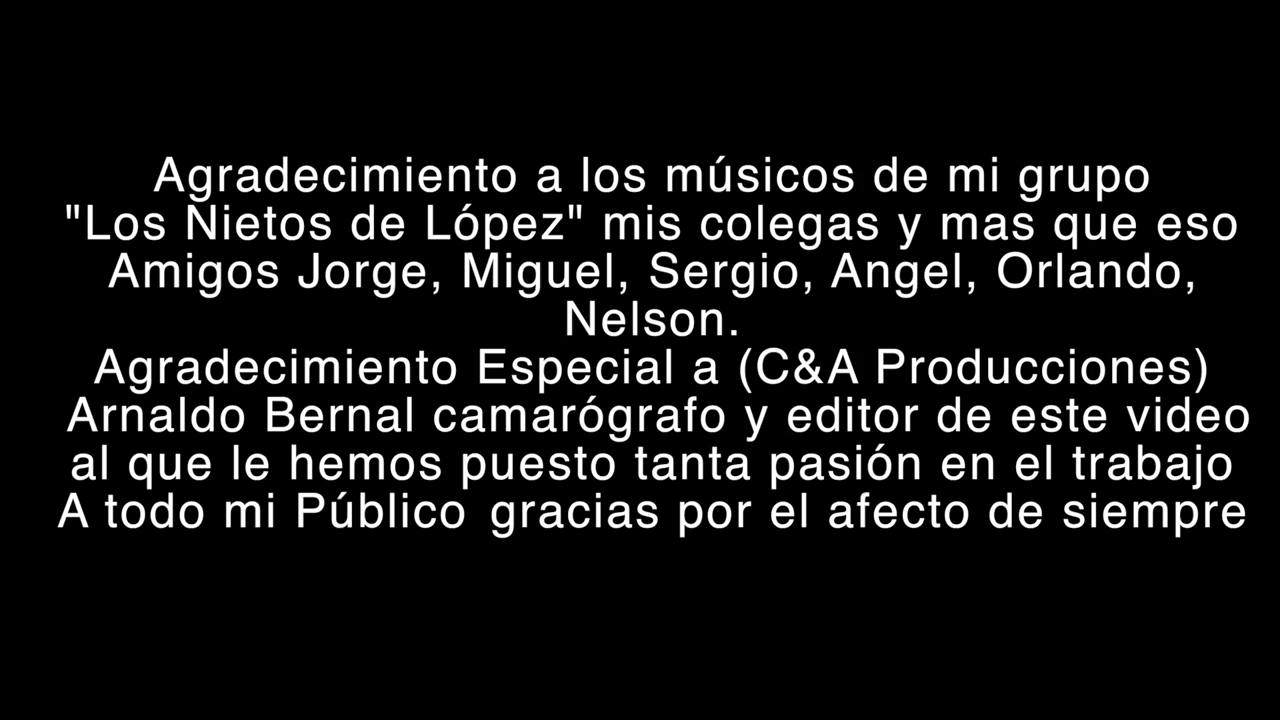 Agradecimiento a los músicos de mi grupo
"Los Nietos de López" mis colegas y mas que eso
Amigos Jorge, Miguel, Sergio, Angel, Orlando,
Nelson.
Agradecimiento Especial a (C&A Producciones)
Arnaldo Bernal camarógrafo y editor de este video
al que le hemos puesto tanta pasión en el trabajo
A todo mi Público gracias por el afecto de siempre